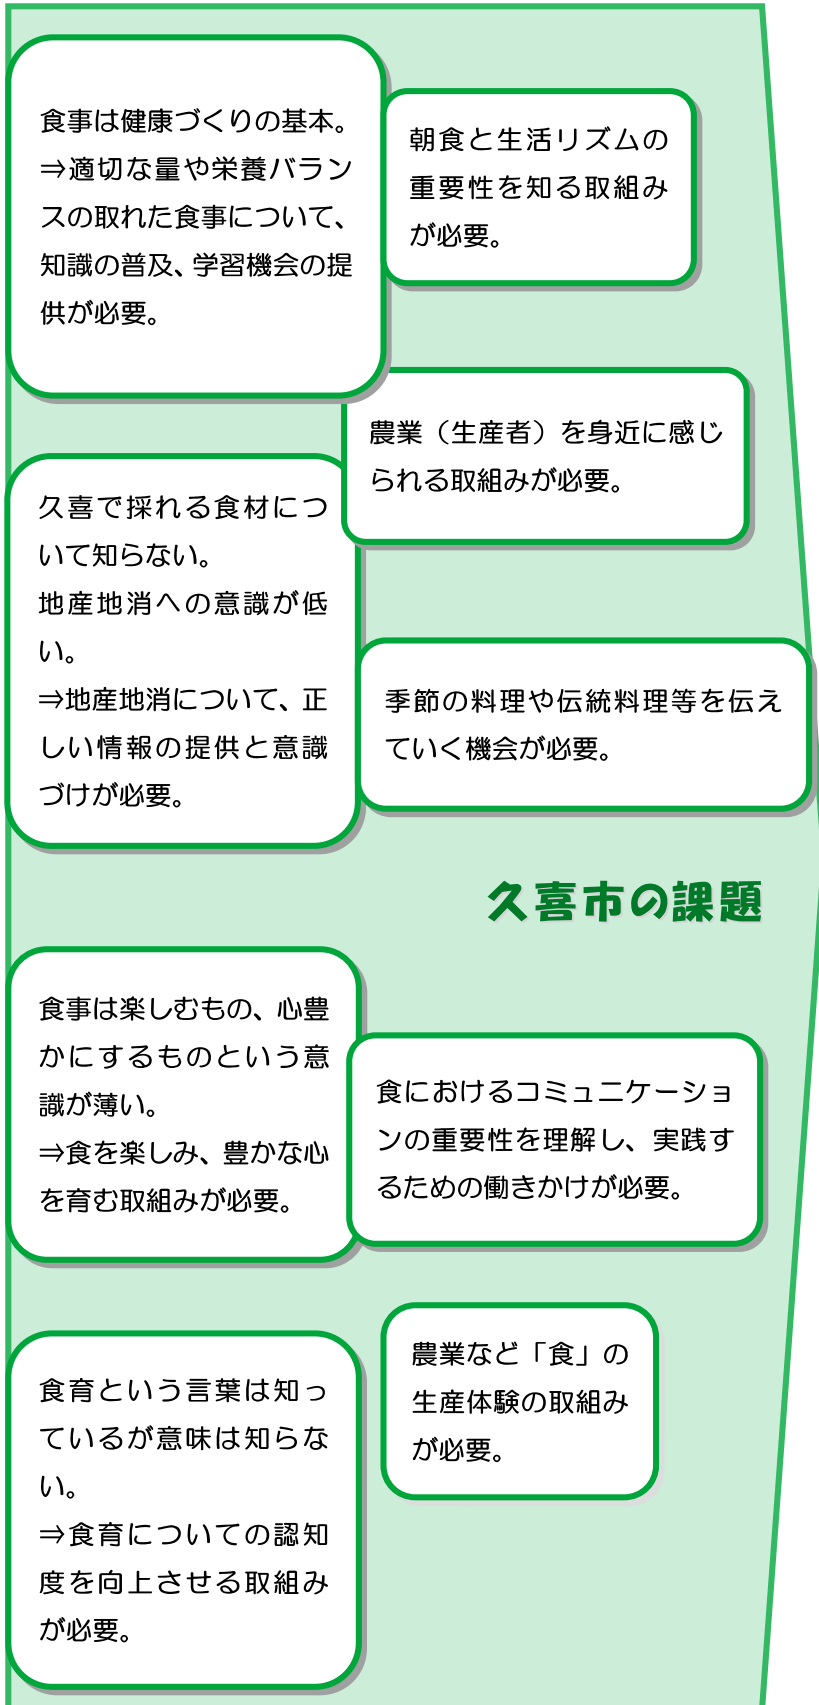 食事は健康づくりの基本。
⇒適切な量や栄養バラン
スの取れた食事について、
知識の普及、学習機会の提
供が必要。
朝食と生活リズムの
重要性を知る取組み
が必要。
農業（生産者）を身近に感じ
られる取組みが必要。
久喜で採れる食材につ
いて知らない。
地産地消への意識が低
い。
⇒地産地消について、正
しい情報の提供と意識
づけが必要。
季節の料理や伝統料理等を伝え
ていく機会が必要。
久喜市の課題
食事は楽しむもの、心豊
かにするものという意
識が薄い。
⇒食を楽しみ、豊かな心
を育む取組みが必要。
食におけるコミュニケーショ
ンの重要性を理解し、実践す
るための働きかけが必要。
農業など「食」の
生産体験の取組み
が必要。
食育という言葉は知っ
ているが意味は知らな
い。
⇒食育についての認知
度を向上させる取組み
が必要。